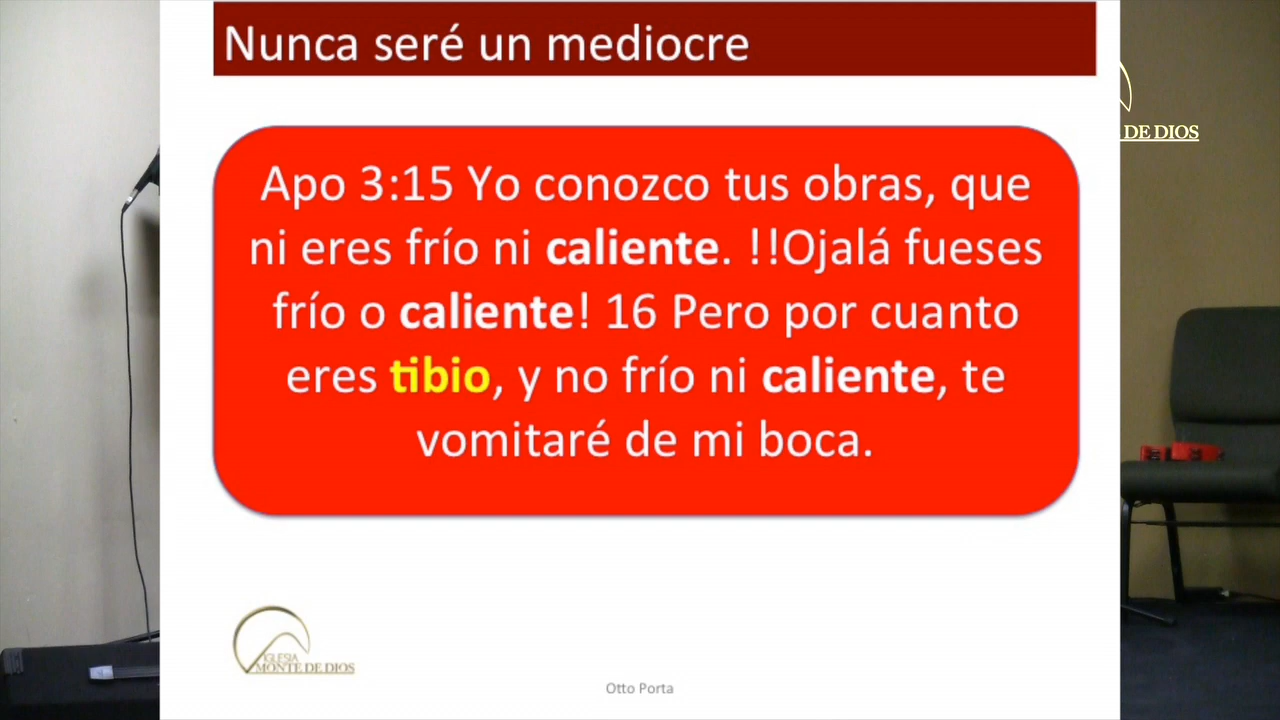 Nunca seré un mediocre
DE DIOS
Apo 3:15 Yo conozco tus obras, que
ni eres frío ni caliente. !!Ojalá fueses
frío o caliente! 16 Pero por cuanto
eres tibio, y no frío ni caliente, te
vomitaré de mi boca.
IGLESIA
MONTE DE DIOS
Otto Porta